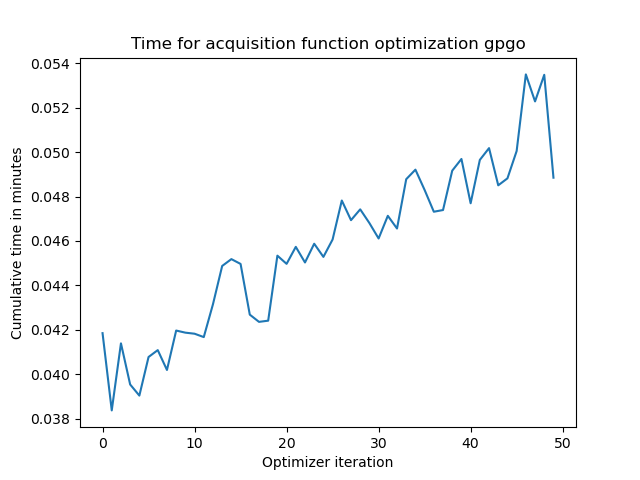 Time for acquisition function optimization gpgo
0.054
0.052
0.050
0.048
0.046
0.044
0.042
0.040
0.038
Cumulative time in minutes
0 10 20 30 40 50
Optimizer iteration